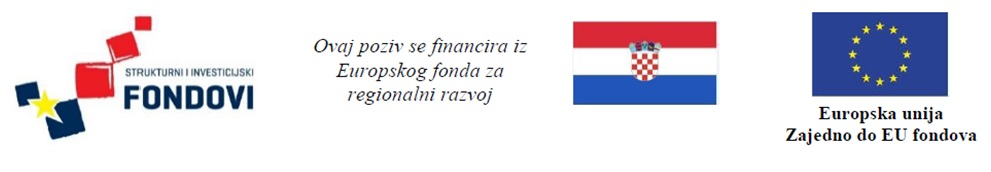 STRUKTURNI I INVESTICIJSKI
FONDOVI
Ovaj poziv se financira iz
Europskog fonda za
regionalni razvoj
Europska unija
Zajedno do EU fondova